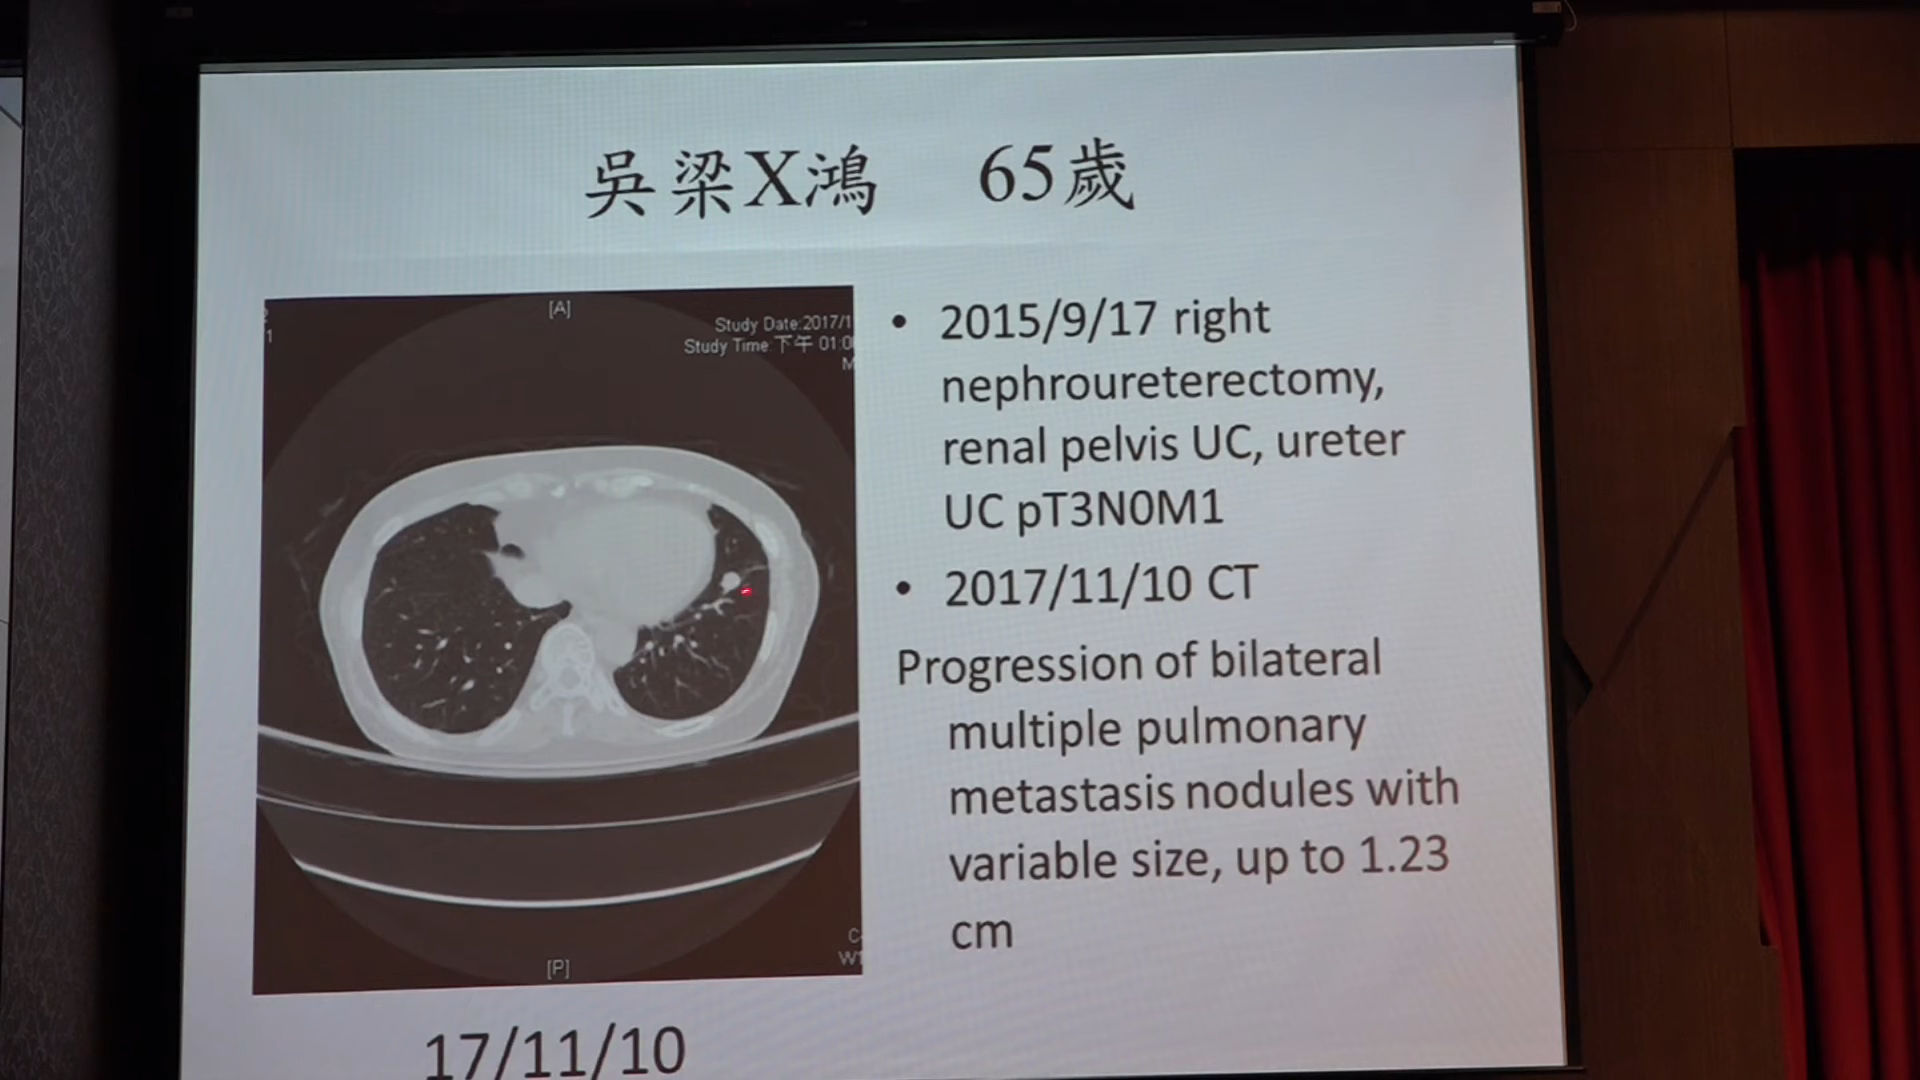 吳梁X鴻 65歲
[A]
1
Study Date:2017/1
Study Time:下午 01:0
M
[P]
C
W1
17/11/10
• 2015/9/17 right
nephroureterectomy,
renal pelvis UC, ureter
UC pT3N0M1
• 2017/11/10 CT
Progression of bilateral
multiple pulmonary
metastasis nodules with
variable size, up to 1.23
cm